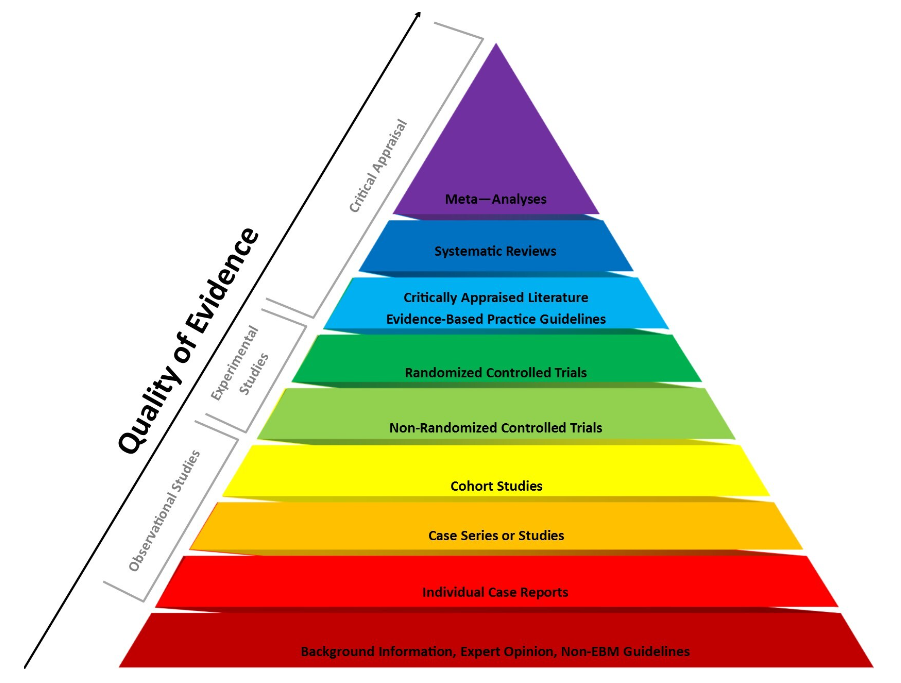 Quality of Evidence
Critical Appraisal
Experimental
Studies
Observational Studies
Meta—Analyses
Systematic Reviews
Critically Appraised Literature
Evidence-Based Practice Guidelines
Randomized Controlled Trials
Non-Randomized Controlled Trials
Cohort Studies
Case Series or Studies
Individual Case Reports
Background Information, Expert Opinion, Non-EBM Guidelines